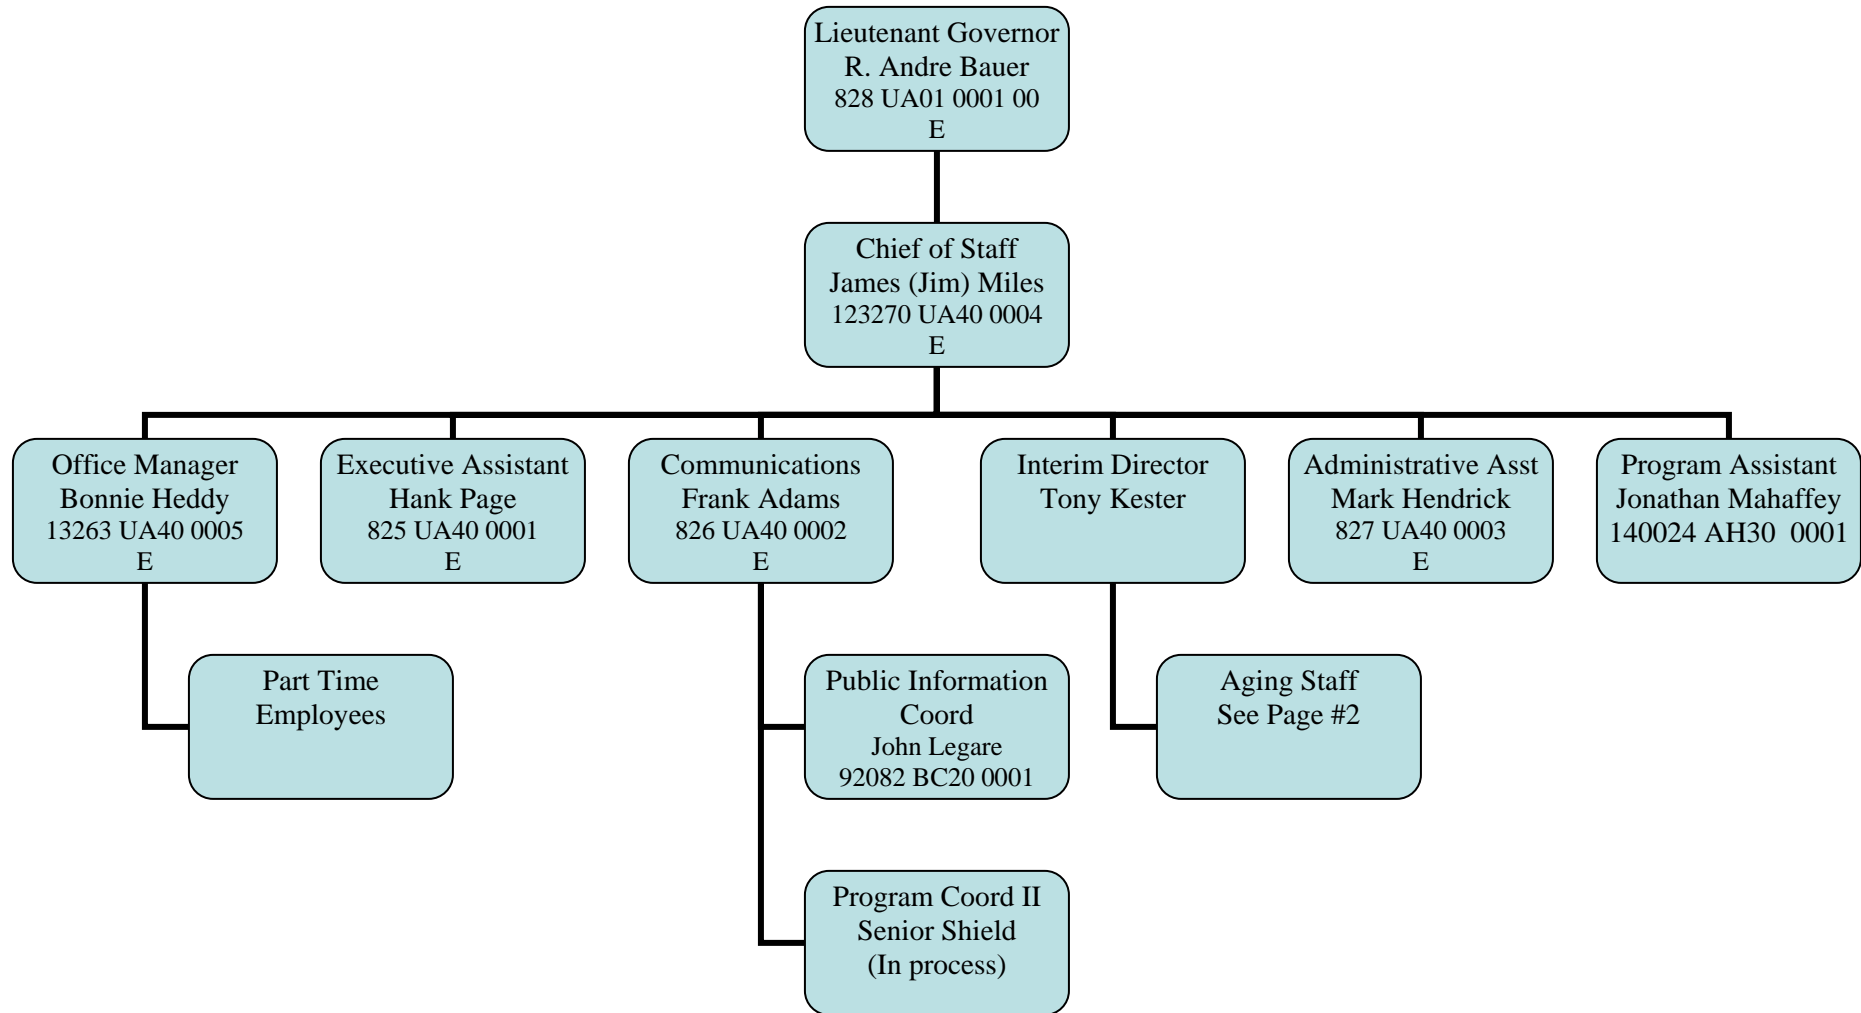 Lieutenant Governor
R. Andre Bauer
828 UA01 0001 00
E
Chief of Staff
James (Jim) Miles
123270 UA40 0004
E
Office Manager
Bonnie Heddy
13263 UA40 0005
E
Executive Assistant
Hank Page
825 UA40 0001
E
Communications
Frank Adams
826 UA40 0002
E
Interim Director
Tony Kester
Administrative Asst
Mark Hendrick
827 UA40 0003
E
Program Assistant
Jonathan Mahaffey
140024 AH30  0001
Part Time
Employees
Public Information
Coord
John Legare
92082 BC20 0001
Aging Staff
See Page #2
Program Coord II
Senior Shield
(In process)